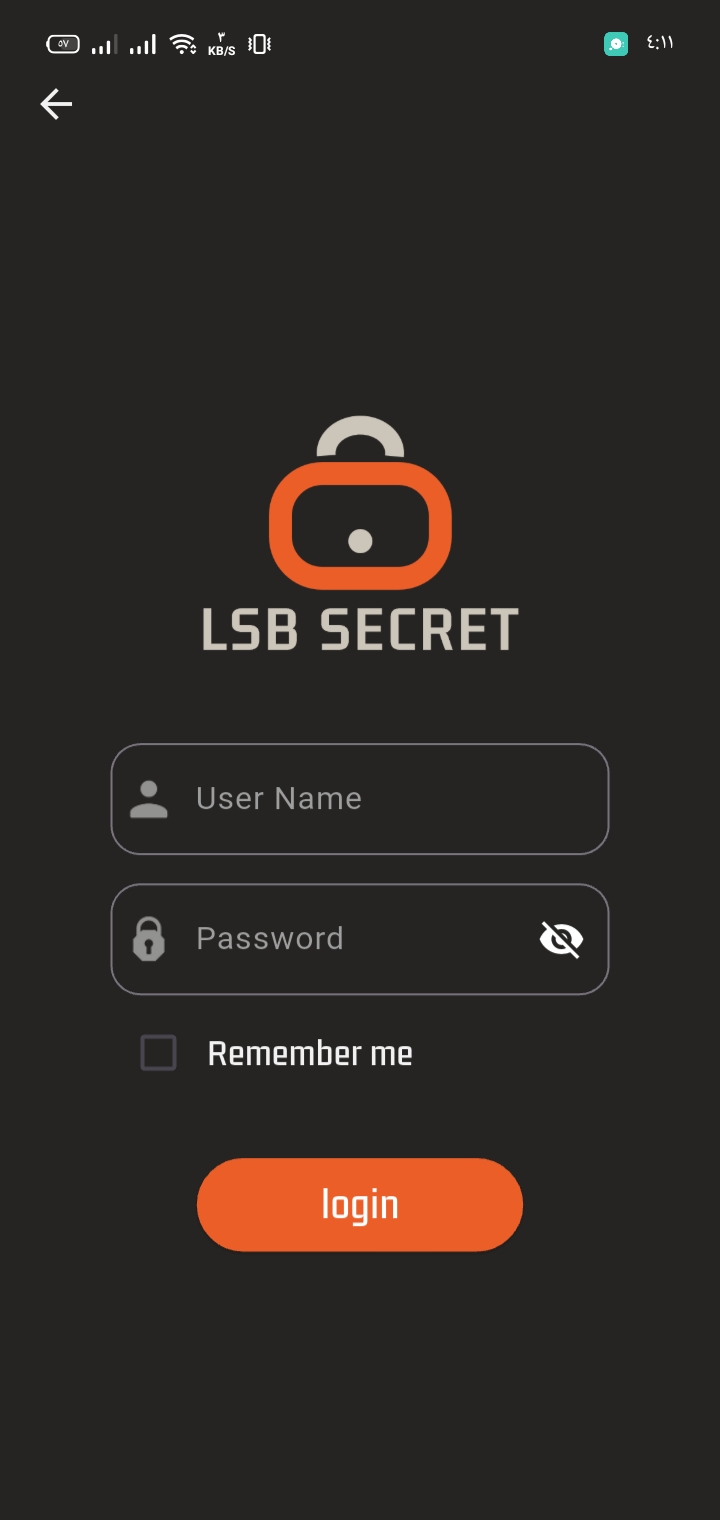 ٥٧ ٣ ٤:١١
KB/S
LSB SECRET
User Name
Password
Remember me
login